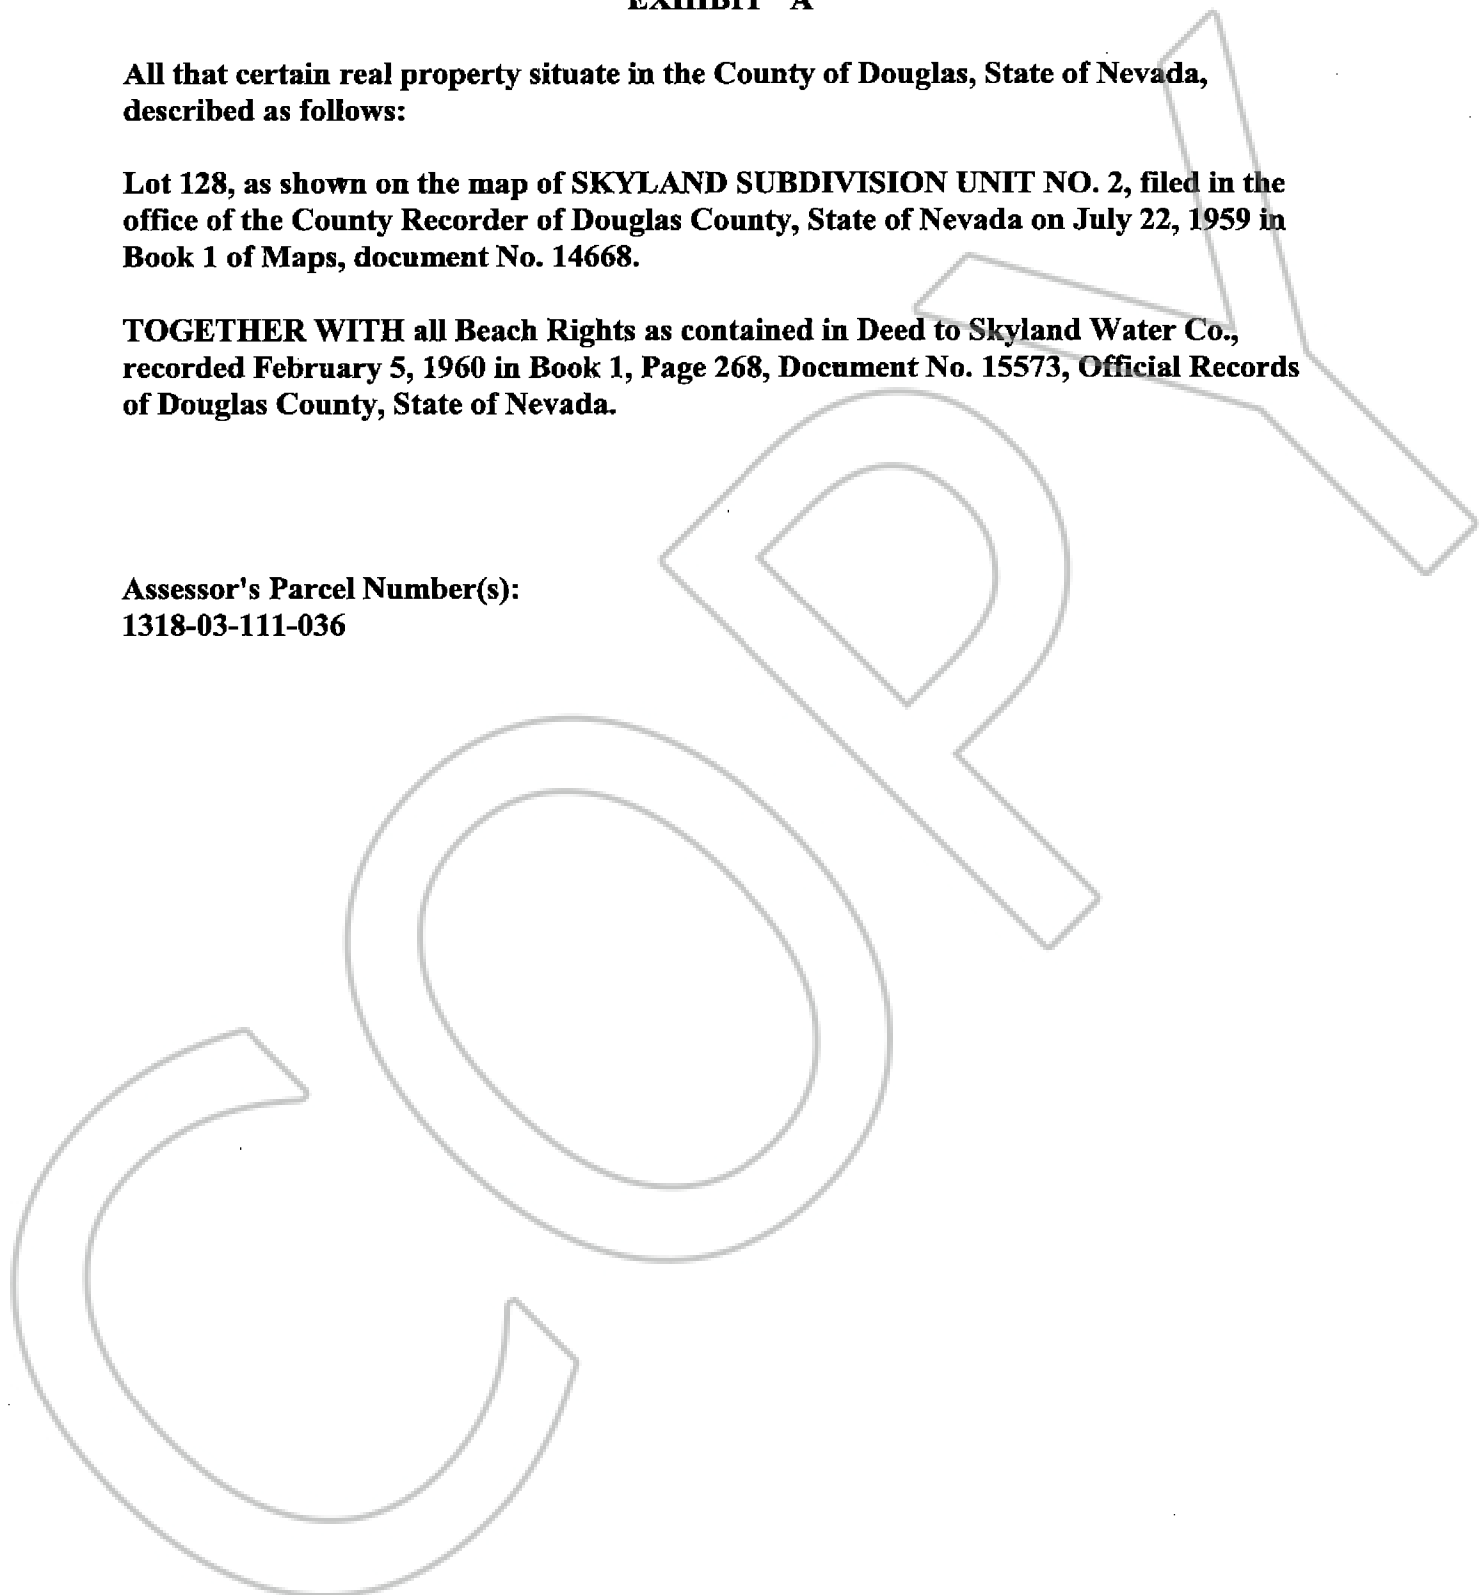 EXHIBIT "A"
All that certain real property situate in the County of Douglas, State of Nevada,
described as follows:
Lot 128, as shown on the map of SKYLAND SUBDIVISION UNIT NO. 2, filed in the
office of the County Recorder of Douglas County, State of Nevada on July 22, 1959 in
Book 1 of Maps, document No. 14668.
TOGETHER WITH all Beach Rights as contained in Deed to Skyland Water Co.,
recorded February 5, 1960 in Book 1, Page 268, Document No. 15573, Official Records
of Douglas County, State of Nevada.
Assessor's Parcel Number(s):
1318-03-111-036
COPY